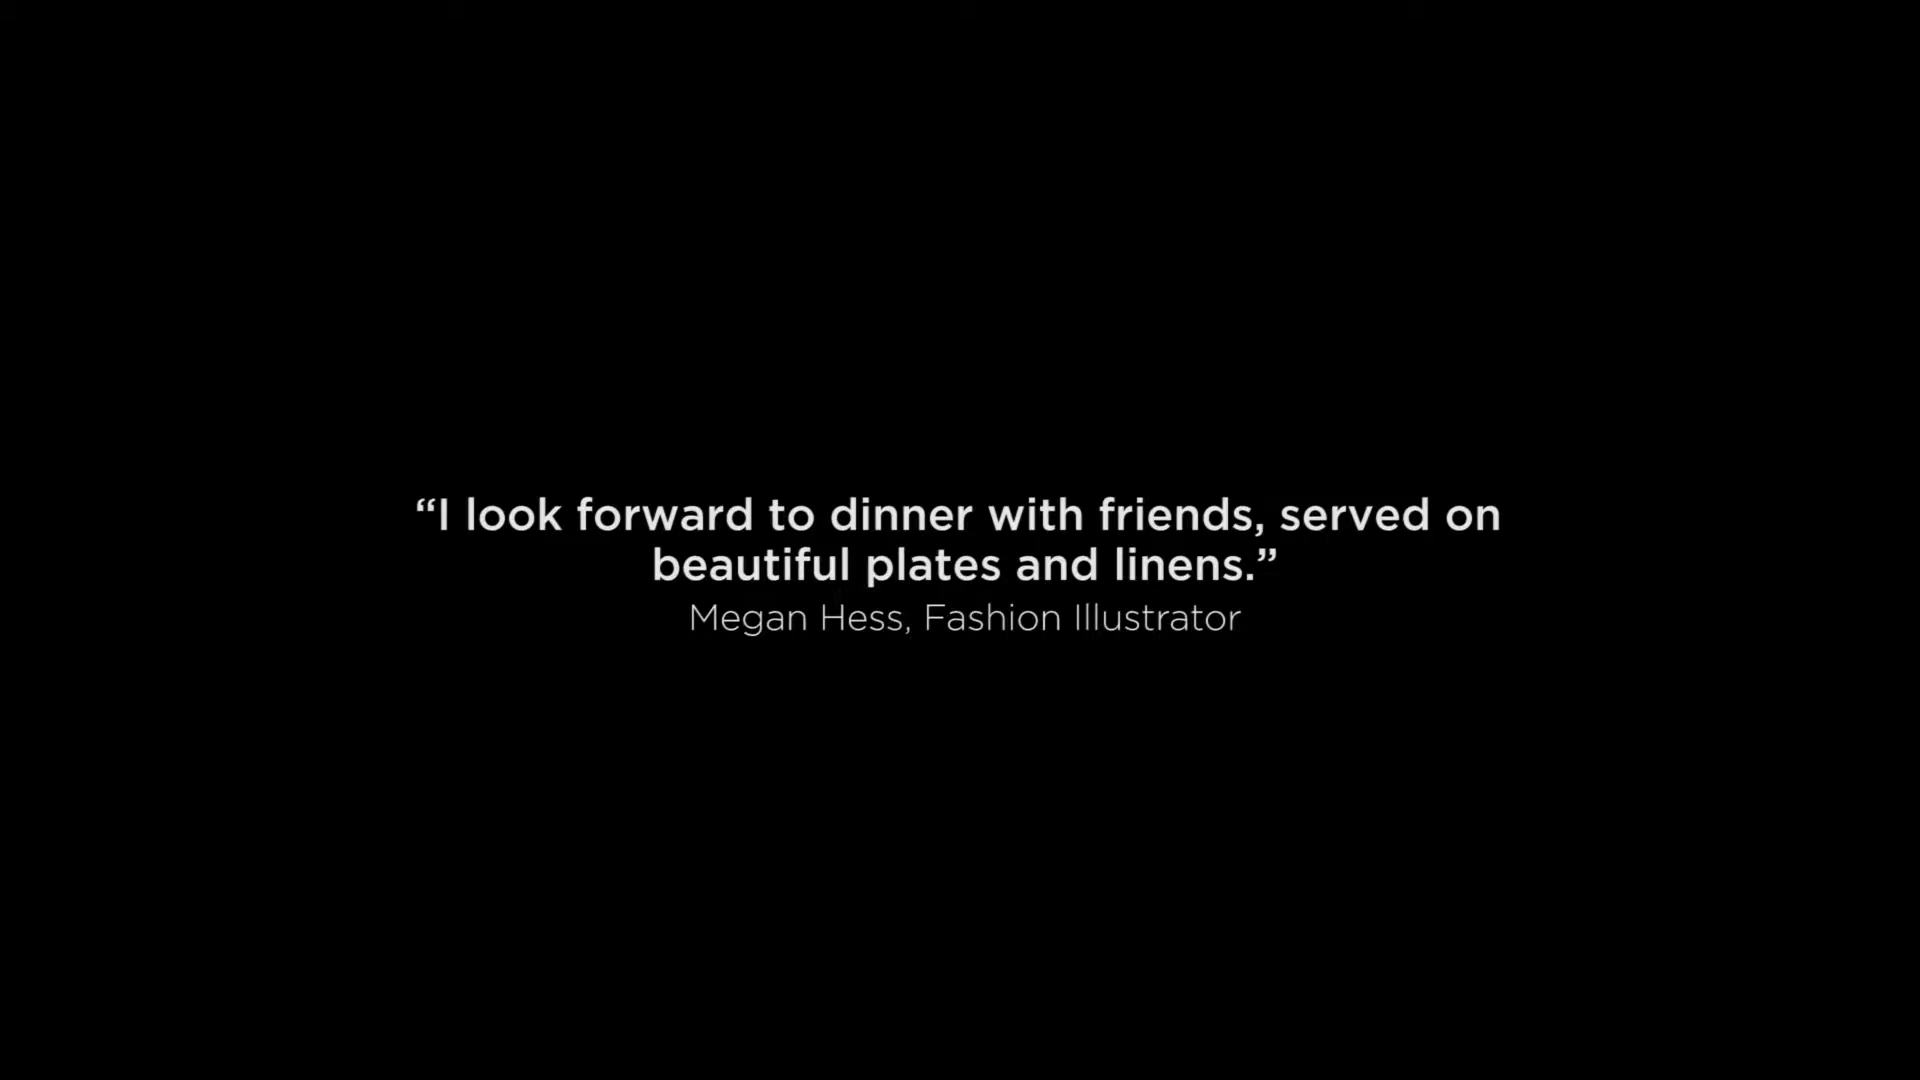 “I look forward to dinner with friends, served on
beautiful plates and linens.”
Megan Hess, Fashion Illustrator